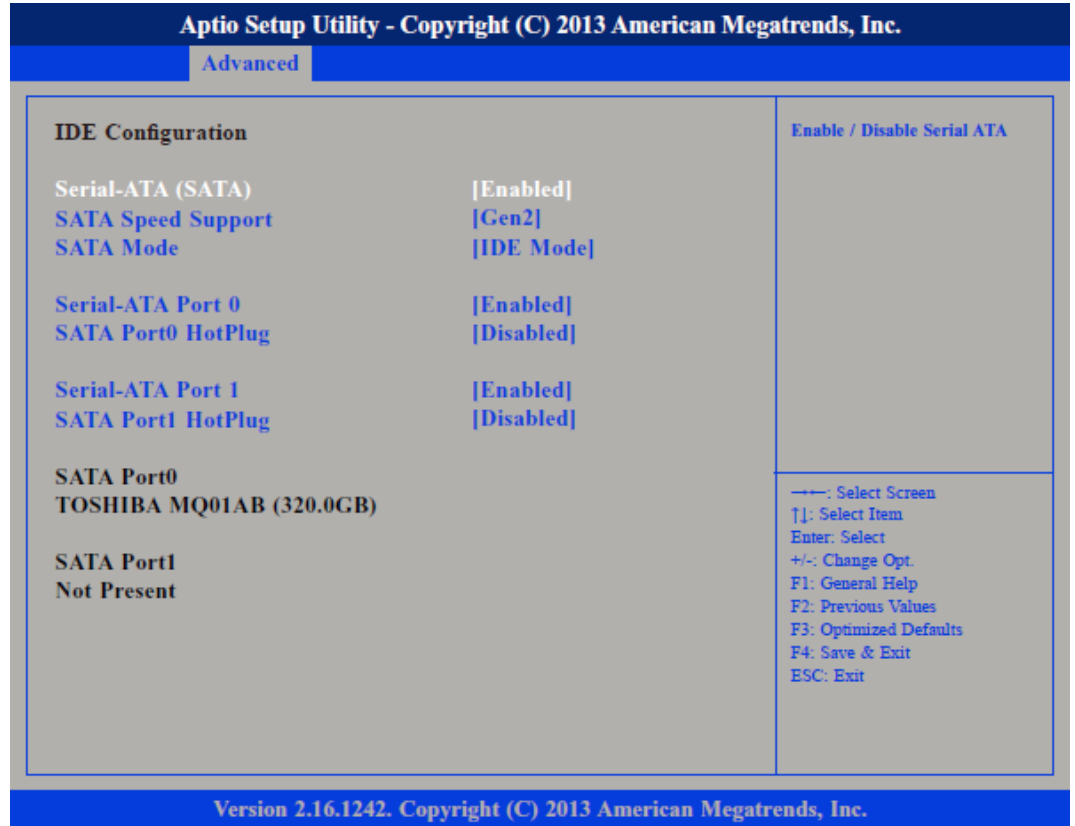 Aptio Setup Utility - Copyright (C) 2013 American Megatrends, Inc.
Advanced
IDE Configuration
Serial-ATA (SATA) [Enabled]
SATA Speed Support [Gen2]
SATA Mode [IDE Mode]
Serial-ATA Port 0 [Enabled]
SATA Port0 HotPlug [Disabled]
Serial-ATA Port 1 [Enabled]
SATA Port1 HotPlug [Disabled]
SATA Port0
TOSHIBA MQ01AB (320.0GB)
SATA Port1
Not Present
Enable / Disable Serial ATA
→←: Select Screen
↑↓: Select Item
Enter: Select
+/-: Change Opt.
F1: General Help
F2: Previous Values
F3: Optimized Defaults
F4: Save & Exit
ESC: Exit
Version 2.16.1242. Copyright (C) 2013 American Megatrends, Inc.